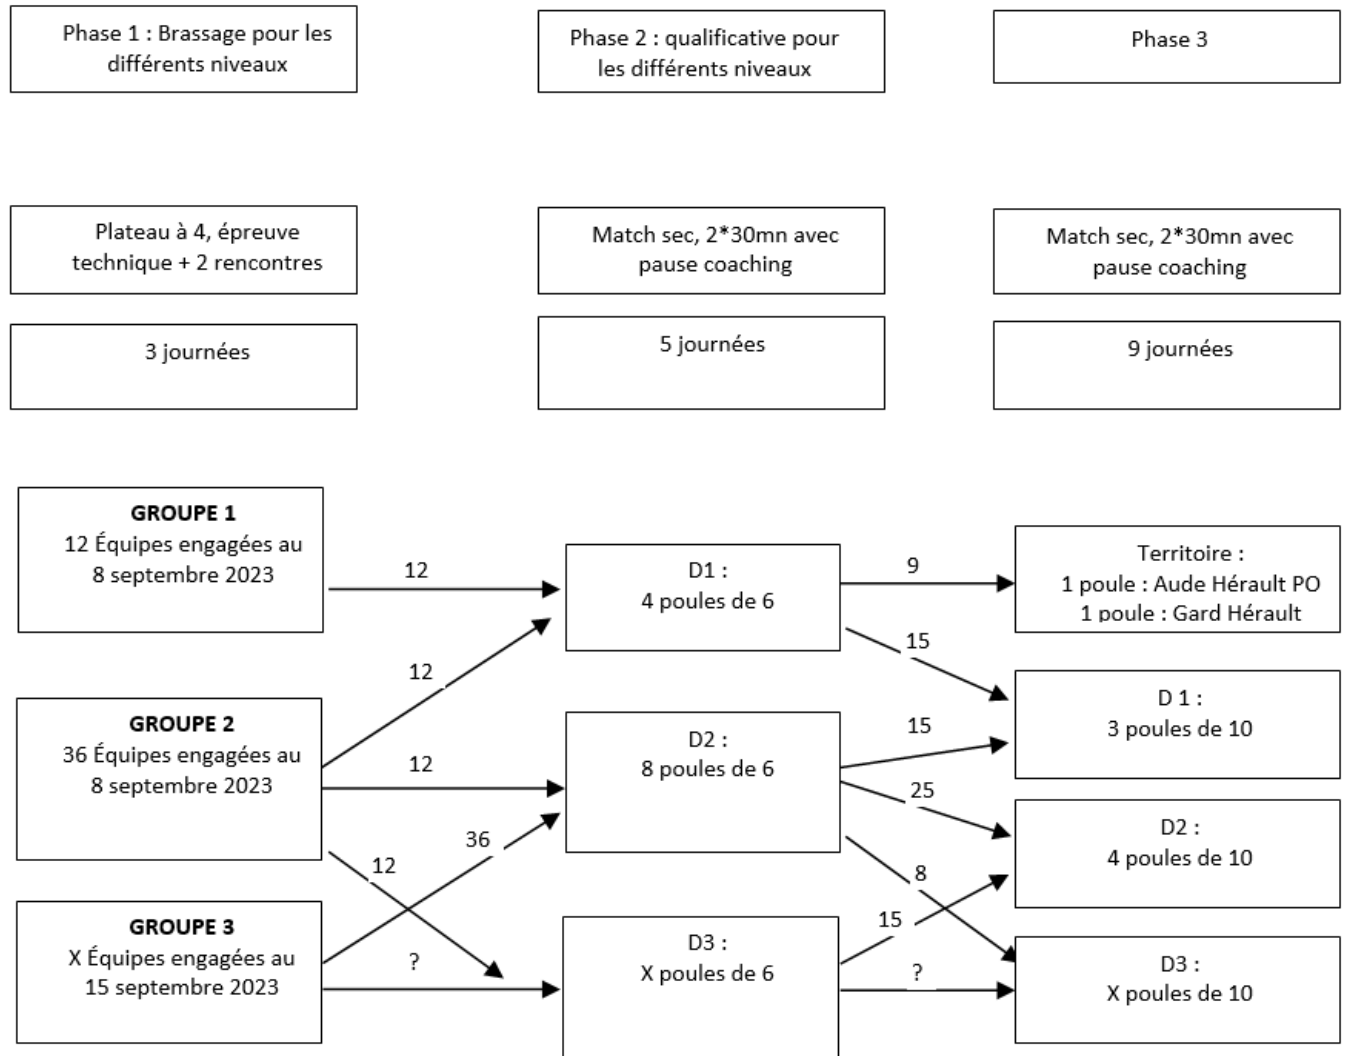 Phase 1 : Brassage pour les
différents niveaux
Phase 2 : qualificative pour
les différents niveaux
Phase 3
Plateau à 4, épreuve
technique + 2 rencontres
Match sec, 2*30mn avec
pause coaching
Match sec, 2*30mn avec
pause coaching
3 journées
5 journées
9 journées
GROUPE 1
12 Équipes engagées au
8 septembre 2023
12
12
D1 :
4 poules de 6
9
15
Territoire :
1 poule : Aude Hérault PO
1 poule : Gard Hérault
GROUPE 2
36 Équipes engagées au
8 septembre 2023
12
12
D2 :
8 poules de 6
15
25
8
D 1 :
3 poules de 10
D2 :
4 poules de 10
GROUPE 3
X Équipes engagées au
15 septembre 2023
36
?
D3 :
X poules de 6
15
?
D3 :
X poules de 10